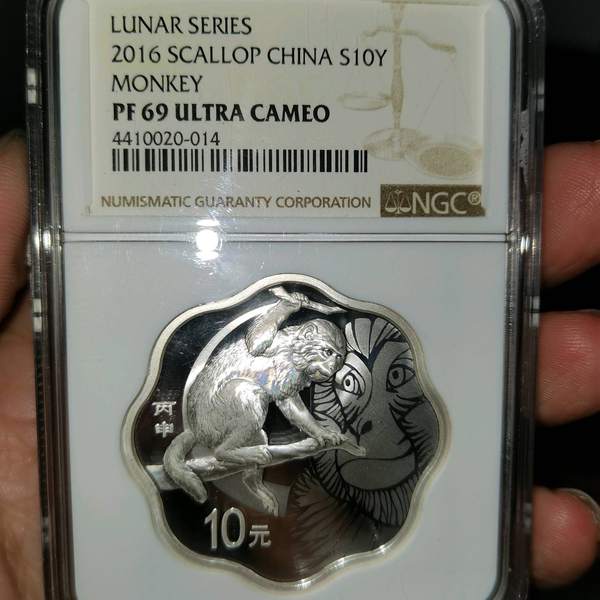 LUNAR SERIES
2016 SCALLOP CHINA S10Y
MONKEY
PF 69 ULTRA CAMEO
4410020-014
NUMISMATIC GUARANTY CORPORATION NGC®
丙申
10元